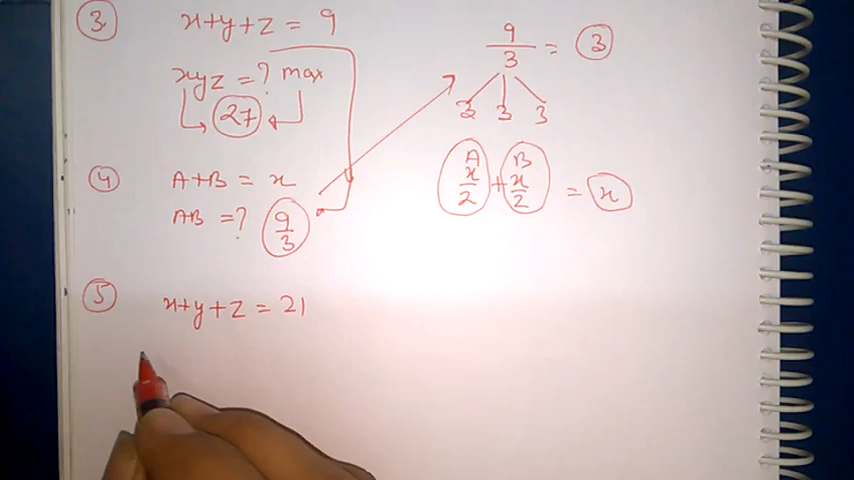 ③ x+y+z = 9
xyz = ? max
27
④ A+B = x
AB = ? 9/3
9/3 = ③
3 3 3
A B
x/2 + x/2 = x
⑤ x+y+z = 21